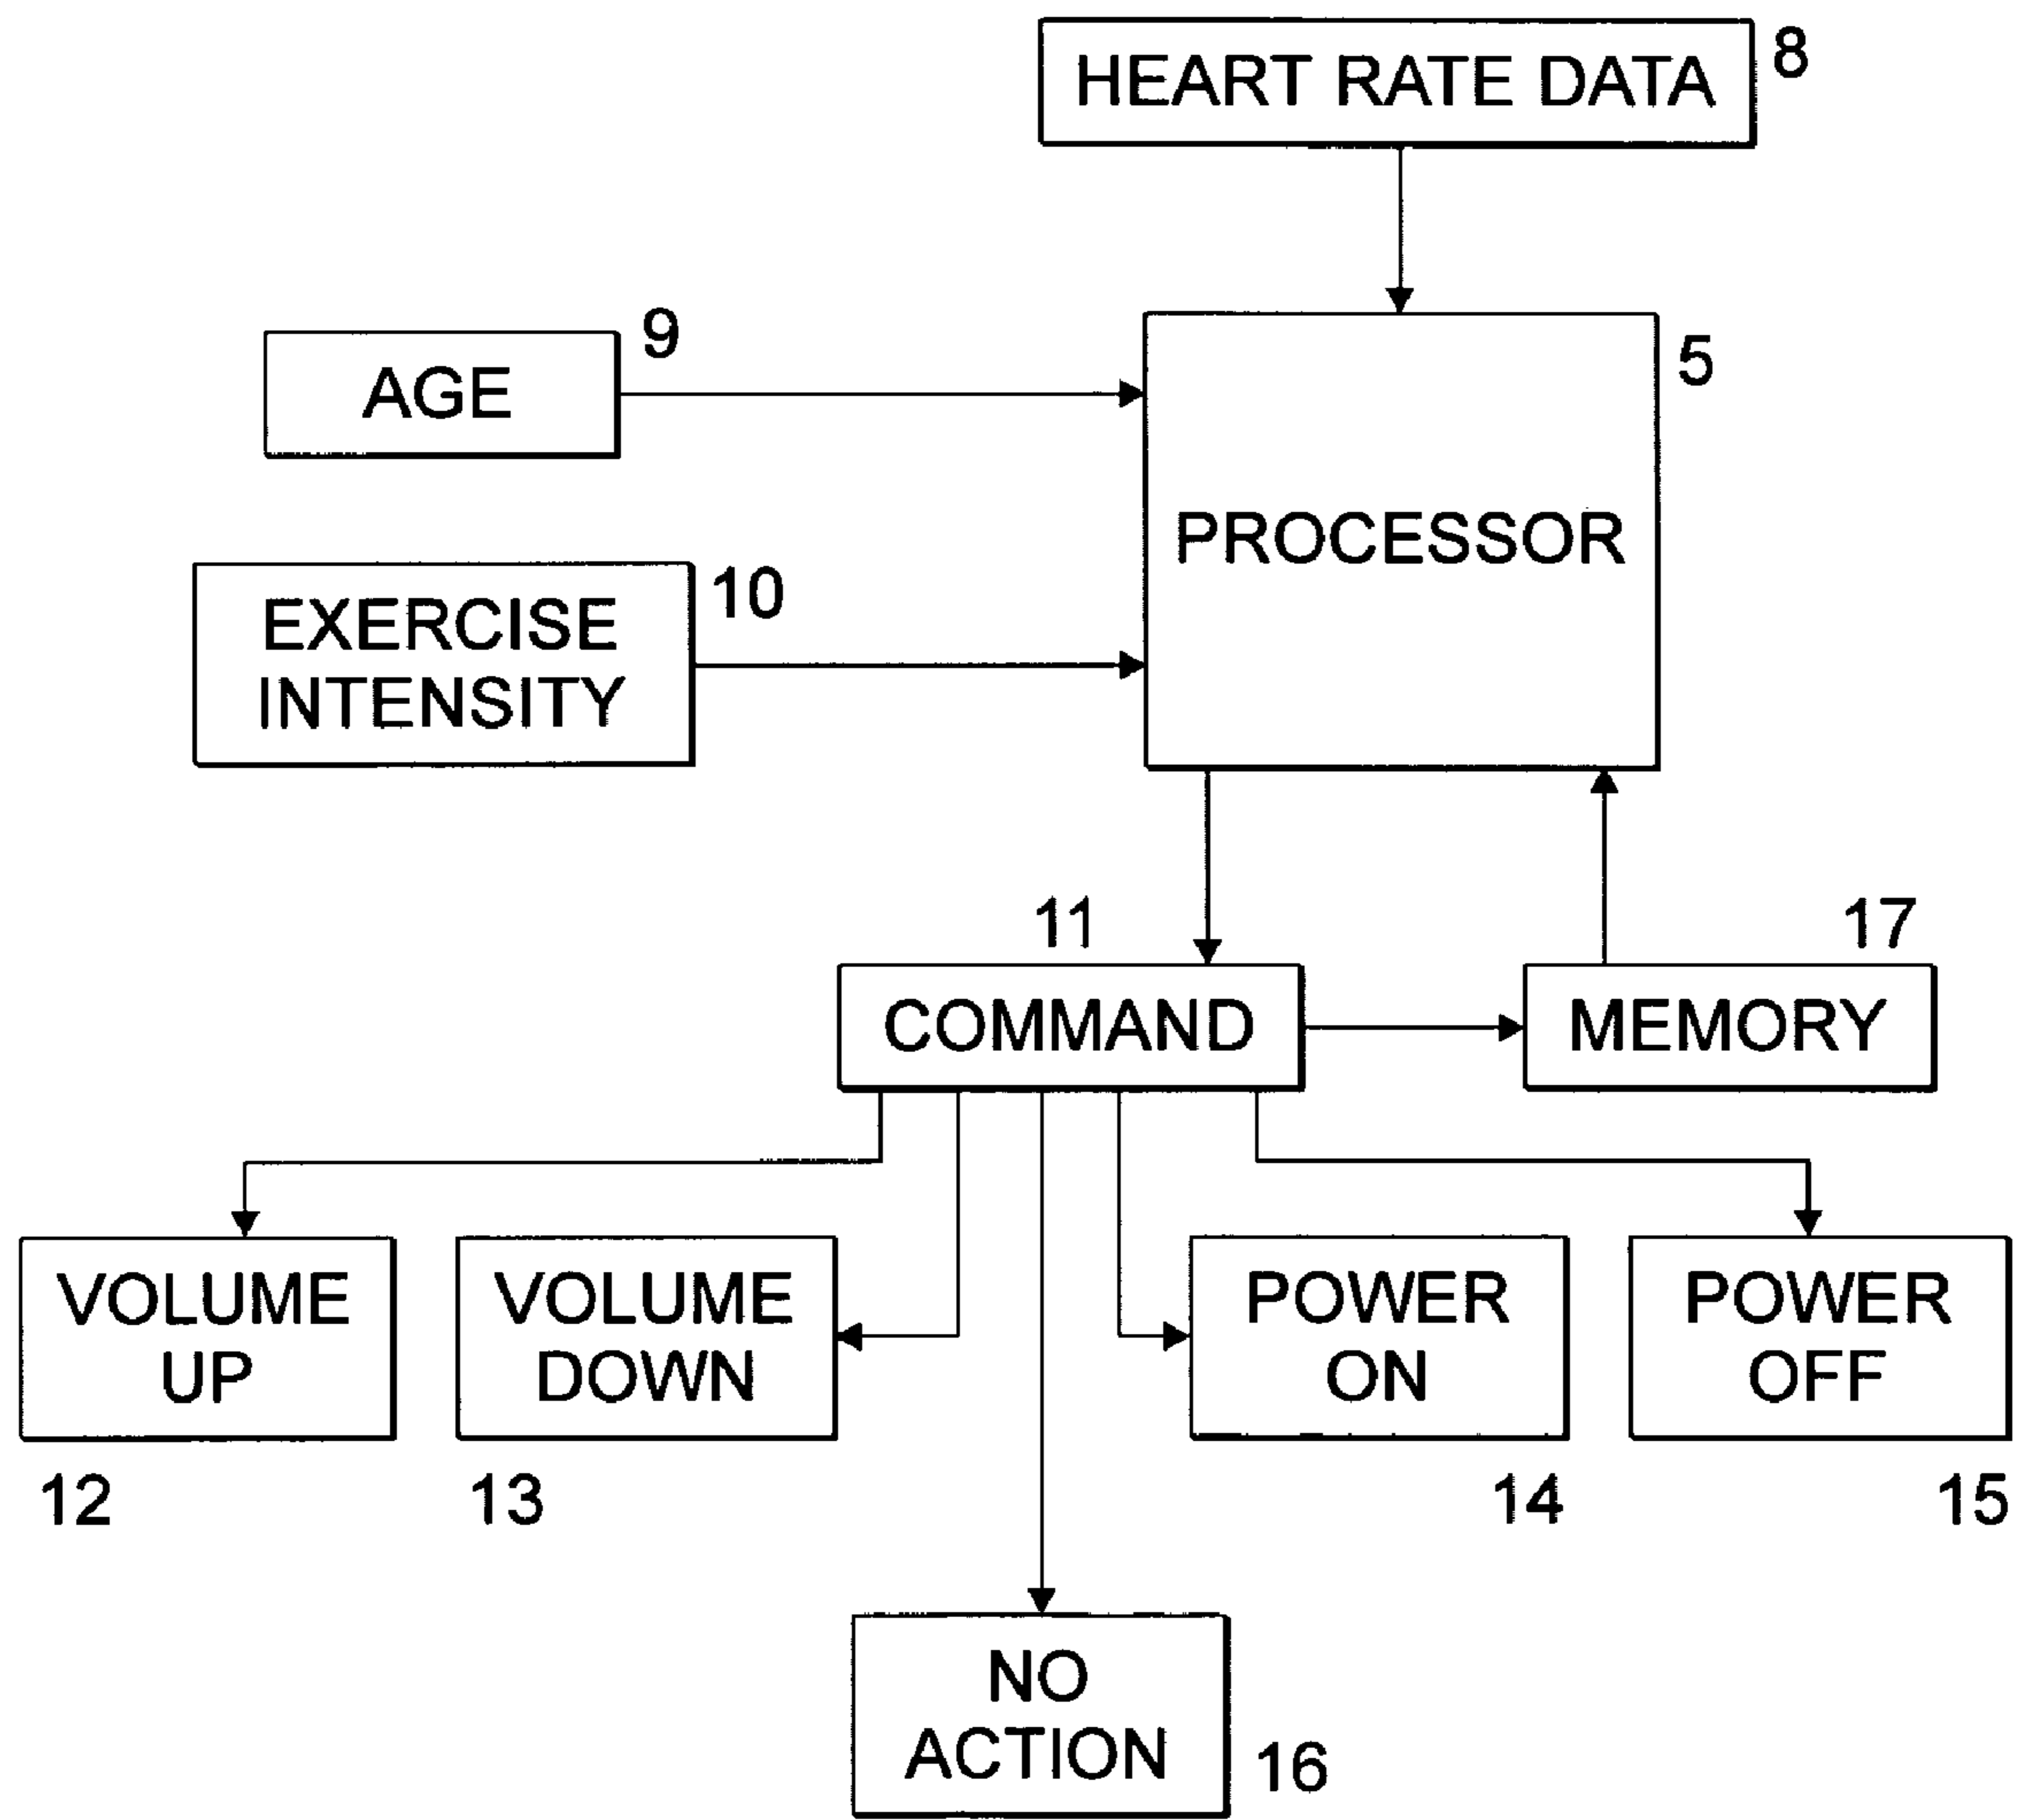 HEART RATE DATA
8
9
AGE
5
PROCESSOR
10
EXERCISE
INTENSITY
11
17
COMMAND
MEMORY
VOLUME
UP
VOLUME
DOWN
POWER
ON
POWER
OFF
12
13
14
15
NO
ACTION
16